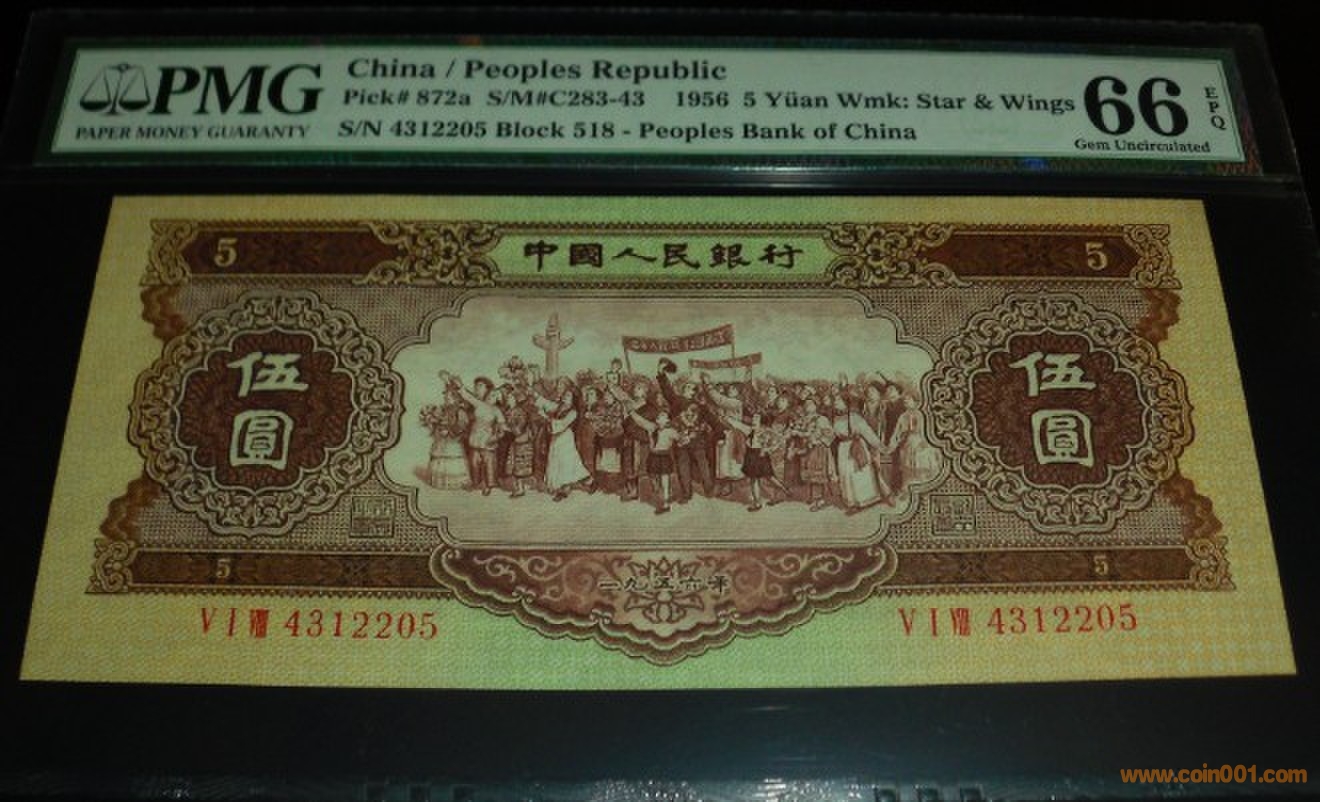 PMG
PAPER MONEY GUARANTY
China / Peoples Republic
Pick# 872a S/M#C283-43 1956 5 Yüan Wmk: Star & Wings
S/N 4312205 Block 518 - Peoples Bank of China
66
EPQ
Gem Uncirculated
5 中國人民銀行 5
伍圓 伍圓
5 一九五六年 5
V I VIII 4312205 V I VIII 4312205
www.coin001.com